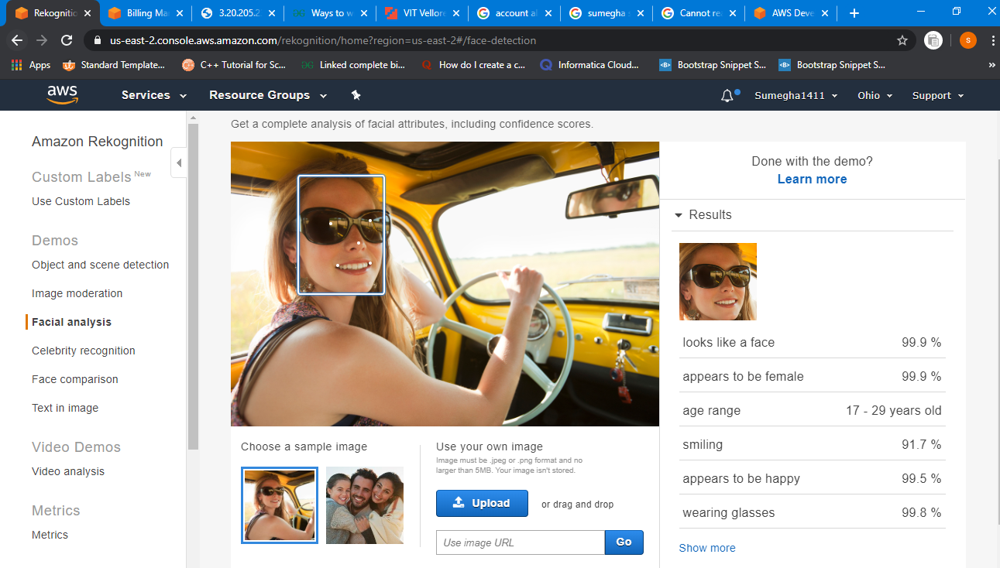 Rekognitio
Billing Ma
3.20.205.2
Ways to w
VIT Vellore
account al
sumegha s
Cannot re
AWS Deve
us-east-2.console.aws.amazon.com/rekognition/home?region=us-east-2#/face-detection
S
Apps
Standard Template...
C++ Tutorial for Sc...
Linked complete bi...
How do I create a c...
Informatica Cloud...
Bootstrap Snippet S...
Bootstrap Snippet S...
aws
Services
Resource Groups
Sumegha1411
Ohio
Support
Amazon Rekognition
Custom Labels New
Use Custom Labels
Demos
Object and scene detection
Image moderation
Facial analysis
Celebrity recognition
Face comparison
Text in image
Video Demos
Video analysis
Metrics
Metrics
Get a complete analysis of facial attributes, including confidence scores.
Choose a sample image
Use your own image
Image must be .jpeg or .png format and no
larger than 5MB. Your image isn't stored.
Upload
or drag and drop
Use image URL
Go
Done with the demo?
Learn more
Results
looks like a face 99.9 %
appears to be female 99.9 %
age range 17 - 29 years old
smiling 91.7 %
appears to be happy 99.5 %
wearing glasses 99.8 %
Show more